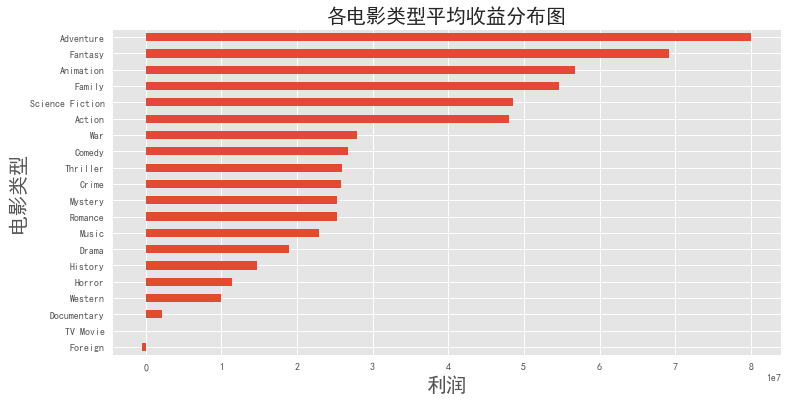 各电影类型平均收益分布图
电影类型
Adventure
Fantasy
Animation
Family
Science Fiction
Action
War
Comedy
Thriller
Crime
Mystery
Romance
Music
Drama
History
Horror
Western
Documentary
TV Movie
Foreign
0 1 2 3 4 5 6 7 8
1e7
利润